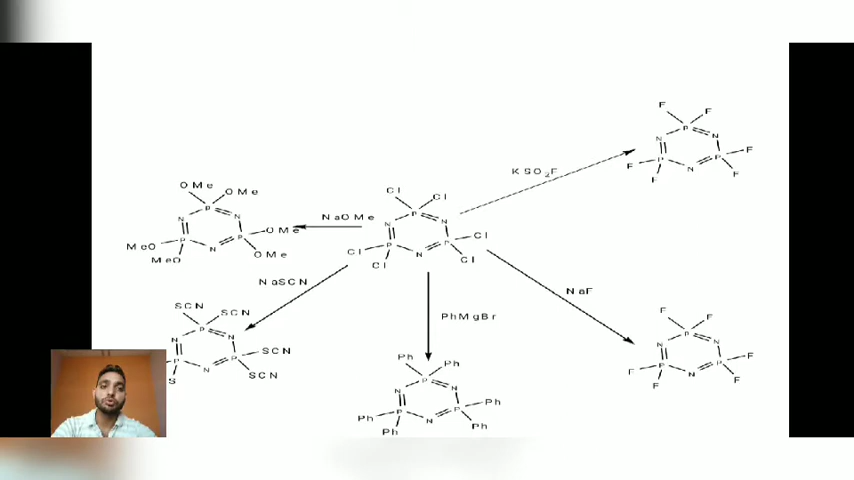 F F
P
N N
F P P F
N
F F
KSO2F
OMe OMe
P
N N
MeO P P OMe
N
MeO OMe
NaOMe
Cl Cl
P
N N
Cl P P Cl
N
Cl Cl
NaSCN
NaF
PhMgBr
SCN SCN
P
N N
P P SCN
N
S SCN
Ph Ph
P
N N
Ph P P Ph
N
Ph Ph
F F
P
N N
F P P F
N
F F